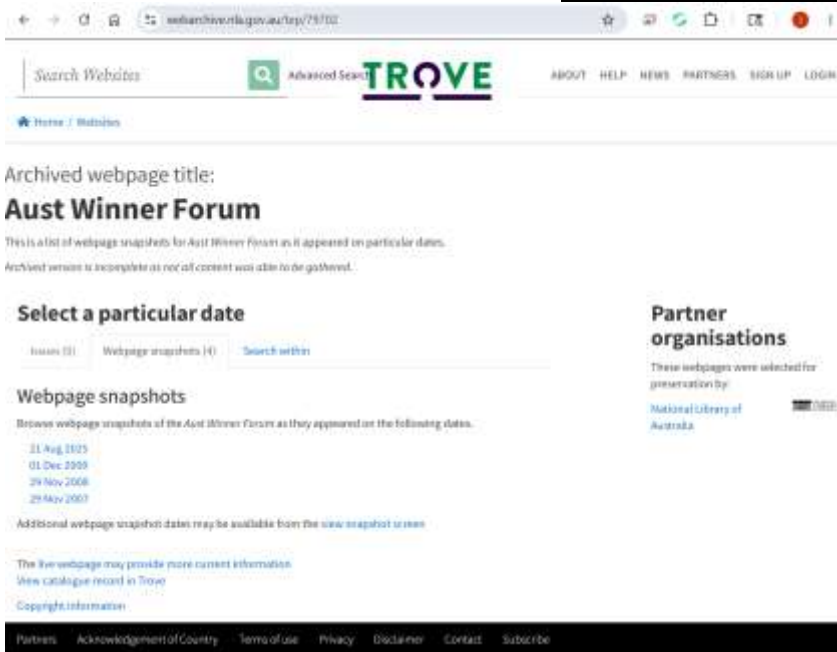 webarchive.nla.gov.au/tep/79702
Search Websites
Advanced Search
TROVE
ABOUT HELP NEWS PARTNERS SIGN UP LOGIN
Home / Websites
Archived webpage title:
Aust Winner Forum
This is a list of webpage snapshots for Aust Winner Forum as it appeared on particular dates.
Archived version is incomplete as not all content was able to be gathered.
Select a particular date
Issues (0) Webpage snapshots (4) Search within
Webpage snapshots
Browse webpage snapshots of the Aust Winner Forum as they appeared on the following dates.
21 Aug 2025
01 Dec 2009
29 Nov 2008
29 Nov 2007
Additional webpage snapshot dates may be available from the view snapshot screen
The live webpage may provide more current information
View catalogue record in Trove
Copyright information
Partner
organisations
These webpages were selected for
preservation by:
National Library of
Australia
Partners Acknowledgement of Country Terms of use Privacy Disclaimer Contact Subscribe